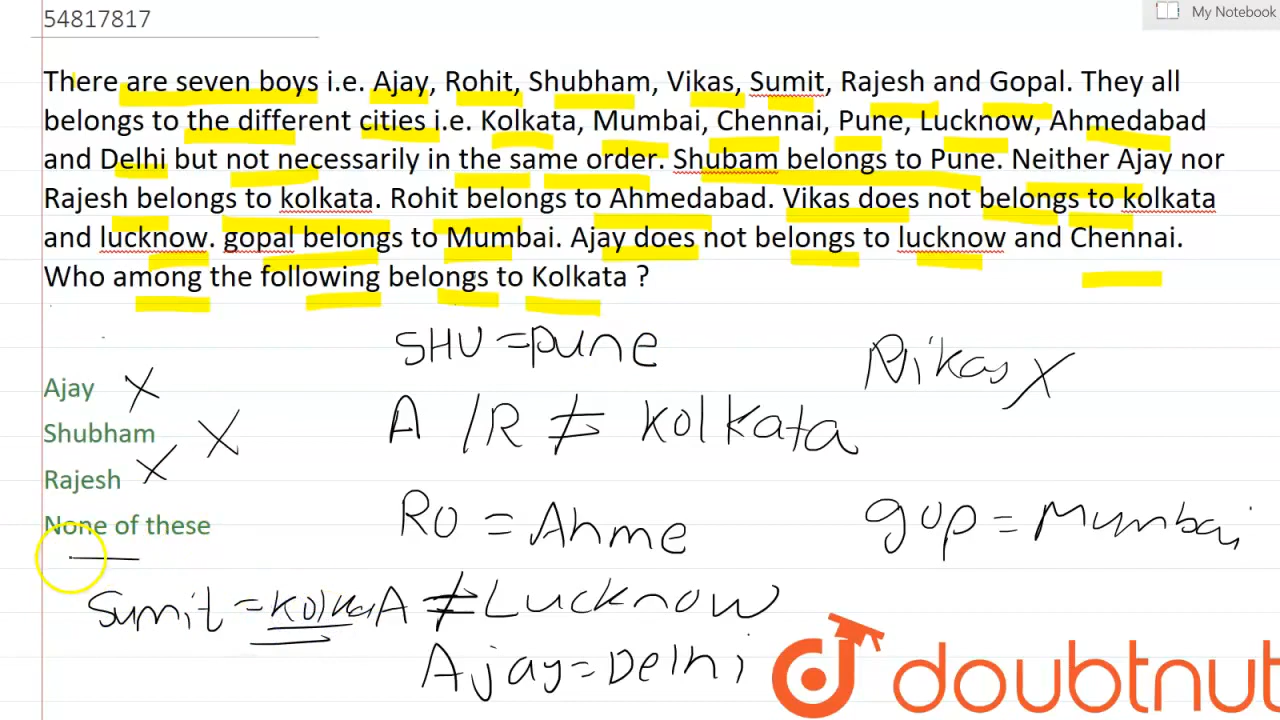 54817817
My Notebook
There are seven boys i.e. Ajay, Rohit, Shubham, Vikas, Sumit, Rajesh and Gopal. They all
belongs to the different cities i.e. Kolkata, Mumbai, Chennai, Pune, Lucknow, Ahmedabad
and Delhi but not necessarily in the same order. Shubam belongs to Pune. Neither Ajay nor
Rajesh belongs to kolkata. Rohit belongs to Ahmedabad. Vikas does not belongs to kolkata
and lucknow. gopal belongs to Mumbai. Ajay does not belongs to lucknow and Chennai.
Who among the following belongs to Kolkata ?
SHU = pune
Ajay X
Shubham X
Rajesh X
None of these
A / R ≠ Kolkata
X
RO = Ahme
gop = Mumbai
Sumit = Kolka
A ≠ Lucknow
Ajay = Delhi
doubtnut